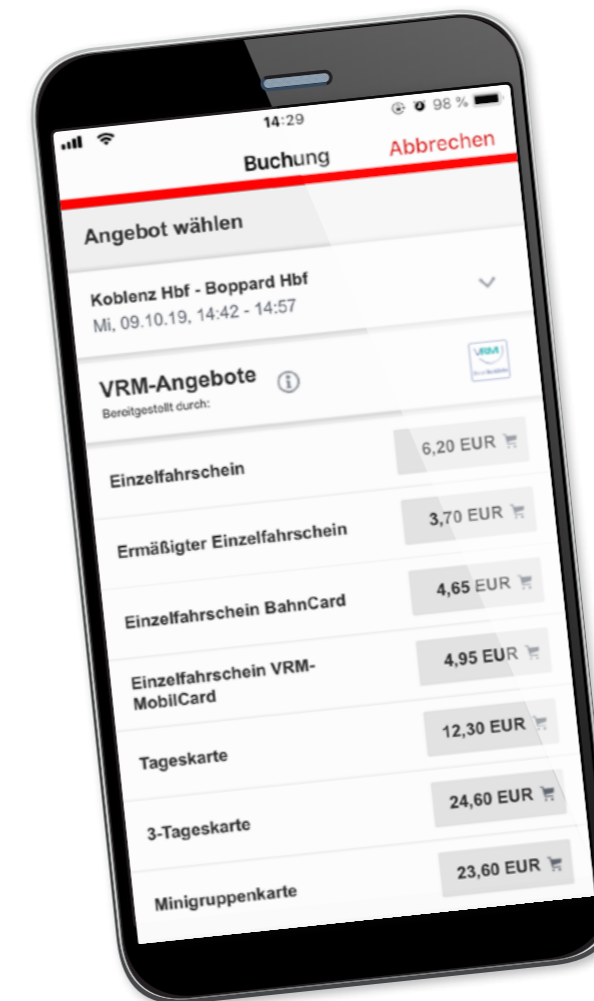 14:29
98 %
Buchung
Abbrechen
Angebot wählen
Koblenz Hbf - Boppard Hbf
Mi, 09.10.19, 14:42 - 14:57
VRM-Angebote
Bereitgestellt durch:
VRM
Einzelfahrschein
6,20 EUR
Ermäßigter Einzelfahrschein
3,70 EUR
Einzelfahrschein BahnCard
4,65 EUR
Einzelfahrschein VRM-
MobilCard
4,95 EUR
Tageskarte
12,30 EUR
3-Tageskarte
24,60 EUR
Minigruppenkarte
23,60 EUR